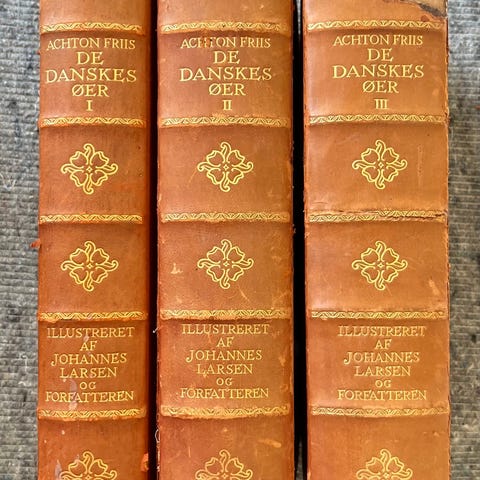 ACHTON FRIIS
DE
DANSKES
ØER
I
ILLUSTRERET
AF
JOHANNES
LARSEN
OG
FORFATTEREN
ACHTON FRIIS
DE
DANSKES
ØER
II
ILLUSTRERET
AF
JOHANNES
LARSEN
OG
FORFATTEREN
ACHTON FRIIS
DE
DANSKES
ØER
III
ILLUSTRERET
AF
JOHANNES
LARSEN
OG
FORFATTEREN